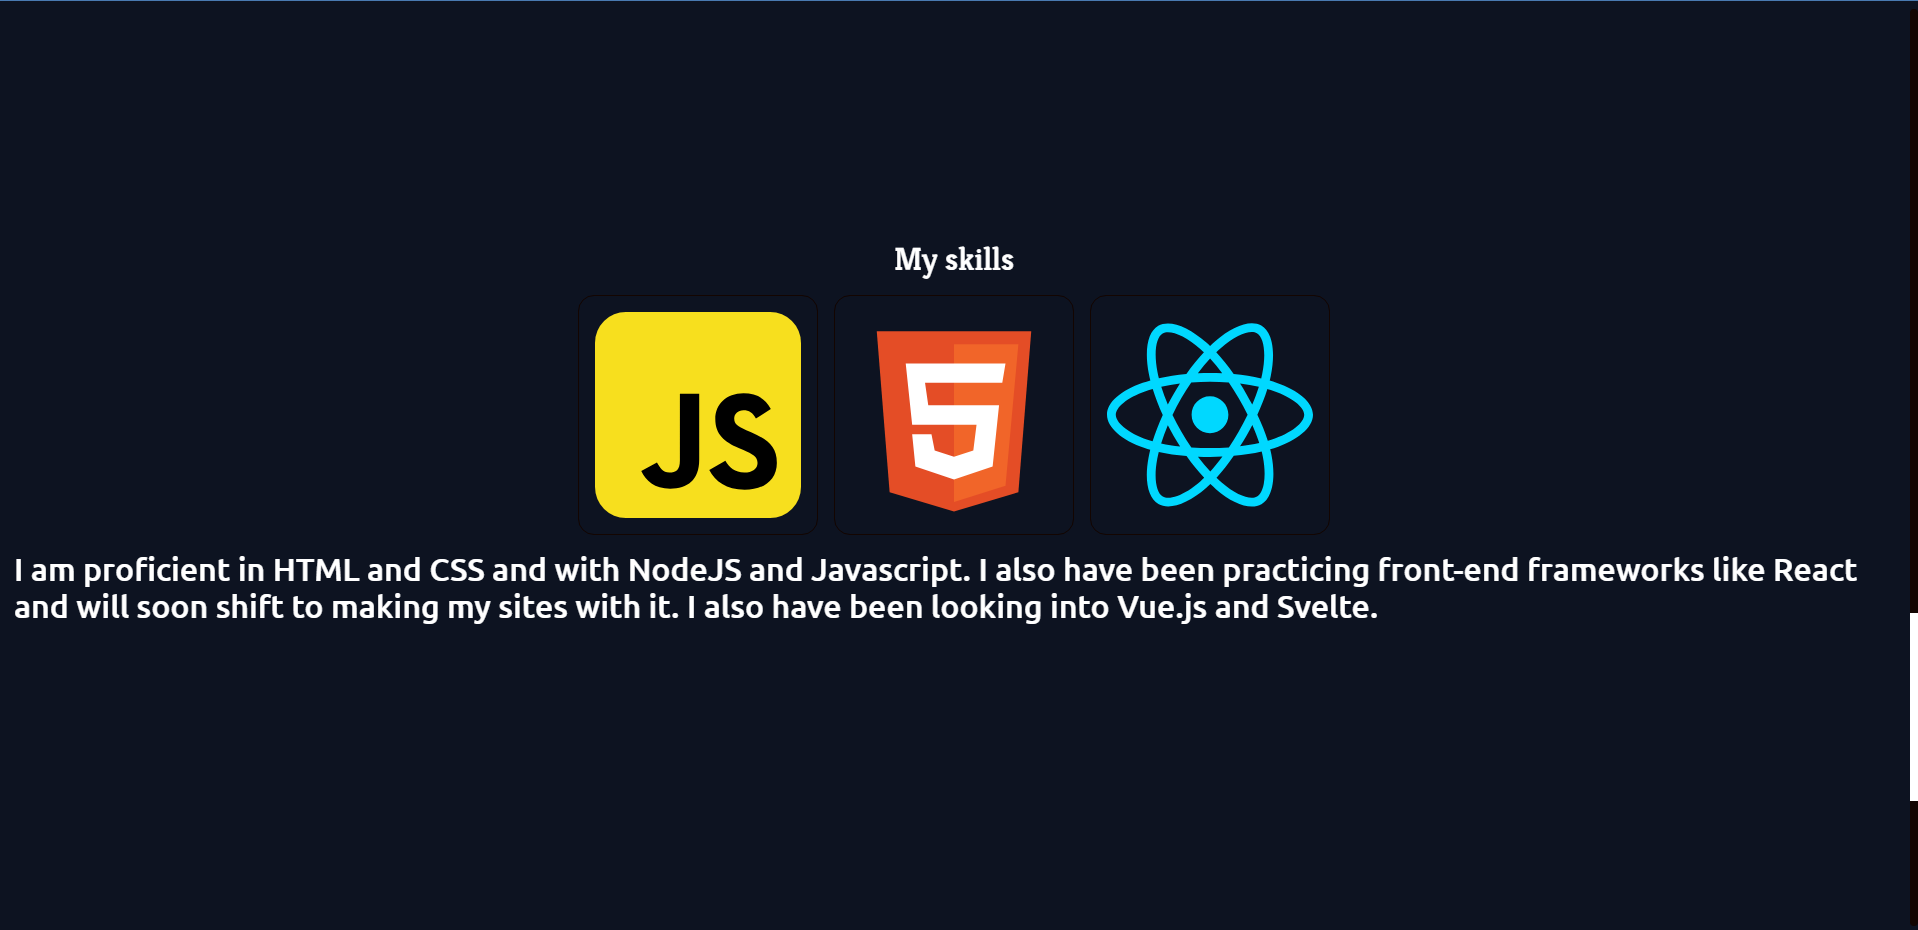 My skills
JS
5
I am proficient in HTML and CSS and with NodeJS and Javascript. I also have been practicing front-end frameworks like React
and will soon shift to making my sites with it. I also have been looking into Vue.js and Svelte.